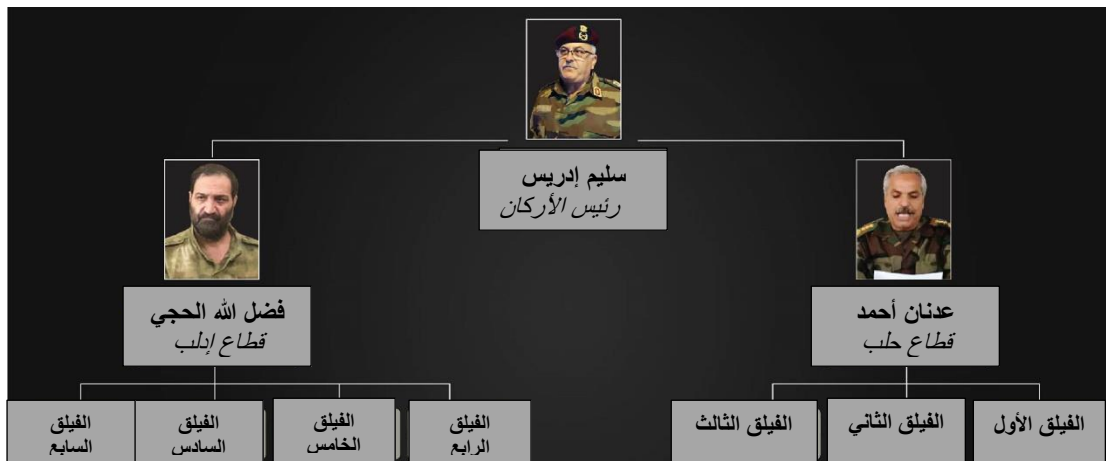 سليم إدريس
رئيس الأركان
عدنان أحمد
قطاع حلب
فضل الله الحجي
قطاع إدلب
الفيلق الأول
الفيلق الثاني
الفيلق الثالث
الفيلق
الرابع
الفيلق
الخامس
الفيلق
السادس
الفيلق
السابع